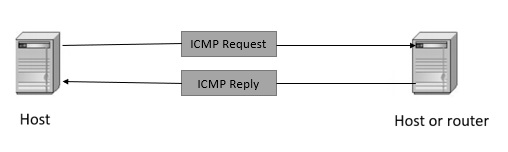 ICMP Request
ICMP Reply
Host
Host or router